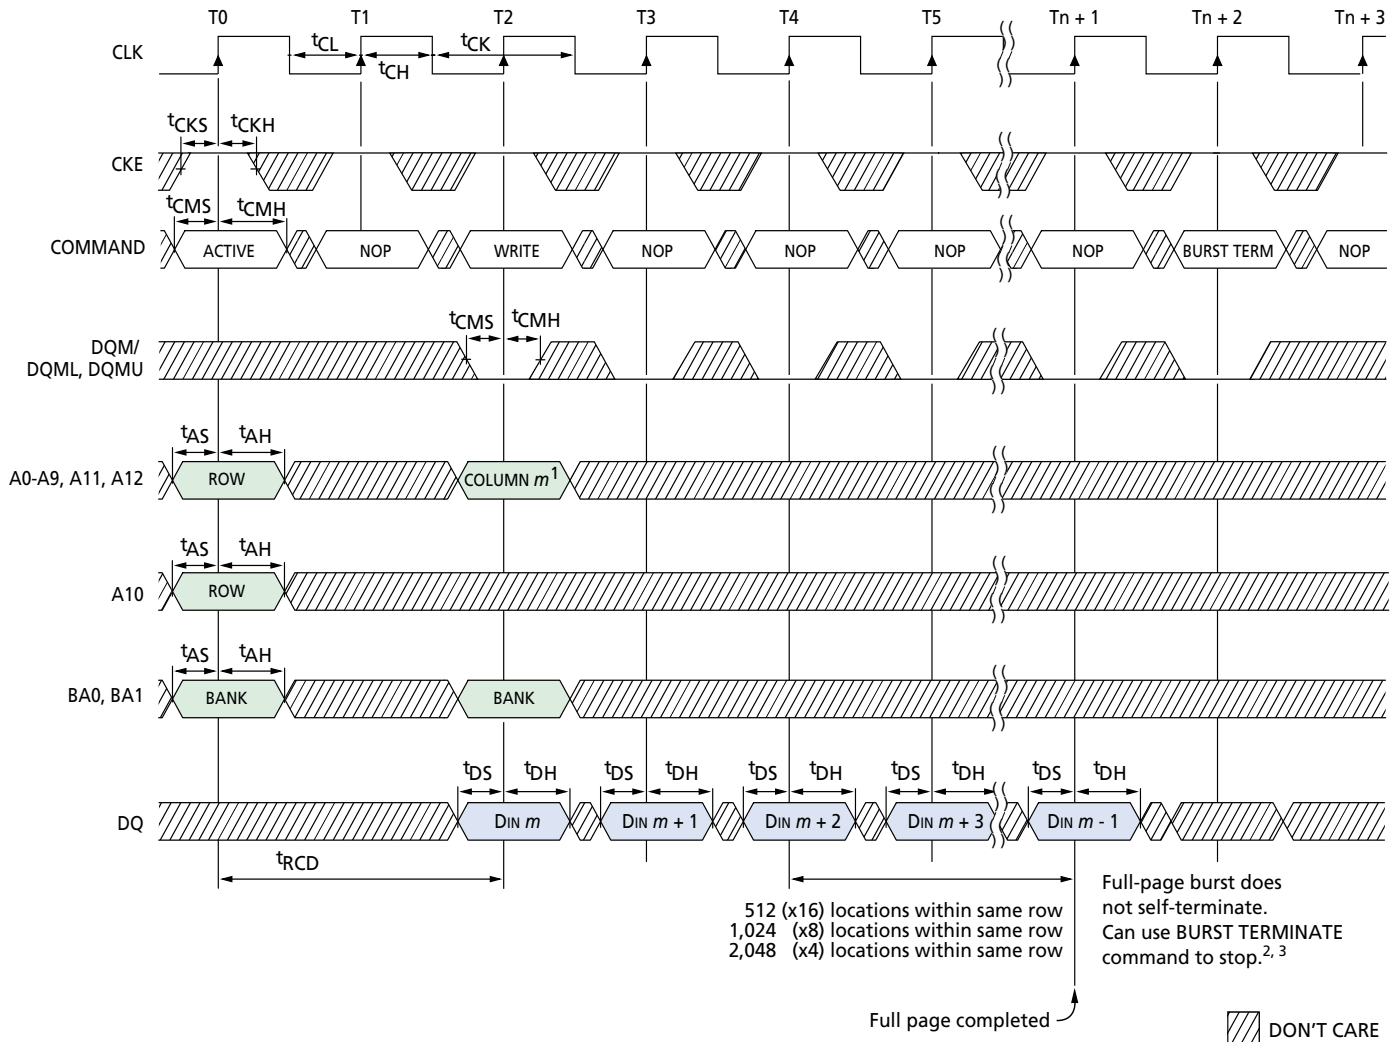 T0 T1 T2 T3 T4 T5 Tn + 1 Tn + 2 Tn + 3
CLK
tCL tCK
tCH
tCKS tCKH
CKE
tCMS tCMH
COMMAND ACTIVE NOP WRITE NOP NOP NOP NOP BURST TERM NOP
tCMS tCMH
DQM/
DQML, DQMU
tAS tAH
A0-A9, A11, A12 ROW COLUMN m1
tAS tAH
A10 ROW
tAS tAH
BA0, BA1 BANK BANK
tDS tDH tDS tDH tDS tDH tDS tDH tDS tDH
DQ DIN m DIN m + 1 DIN m + 2 DIN m + 3 DIN m - 1
tRCD
512 (x16) locations within same row
1,024 (x8) locations within same row
2,048 (x4) locations within same row
Full-page burst does
not self-terminate.
Can use BURST TERMINATE
command to stop.2, 3
Full page completed
DON'T CARE